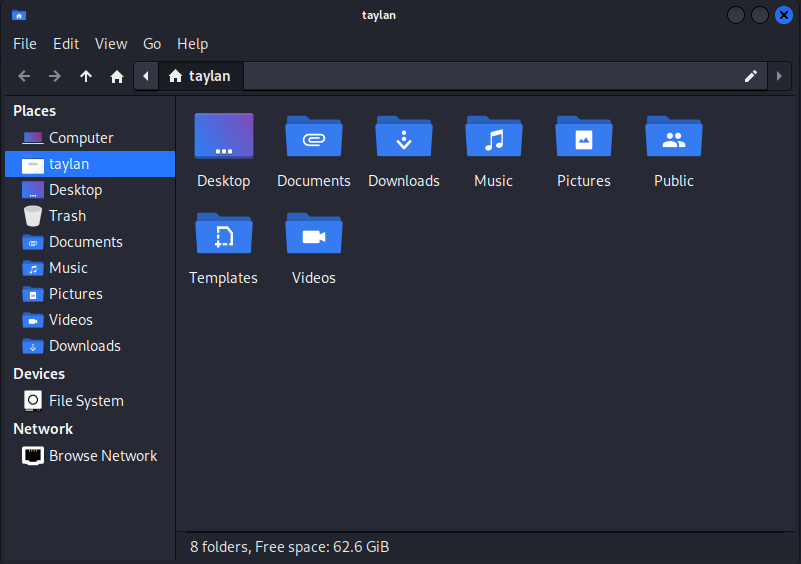 taylan
File Edit View Go Help
taylan
Places
Computer
taylan
Desktop
Trash
Documents
Music
Pictures
Videos
Downloads
Devices
File System
Network
Browse Network
Desktop Documents Downloads Music Pictures Public
Templates Videos
8 folders, Free space: 62.6 GiB